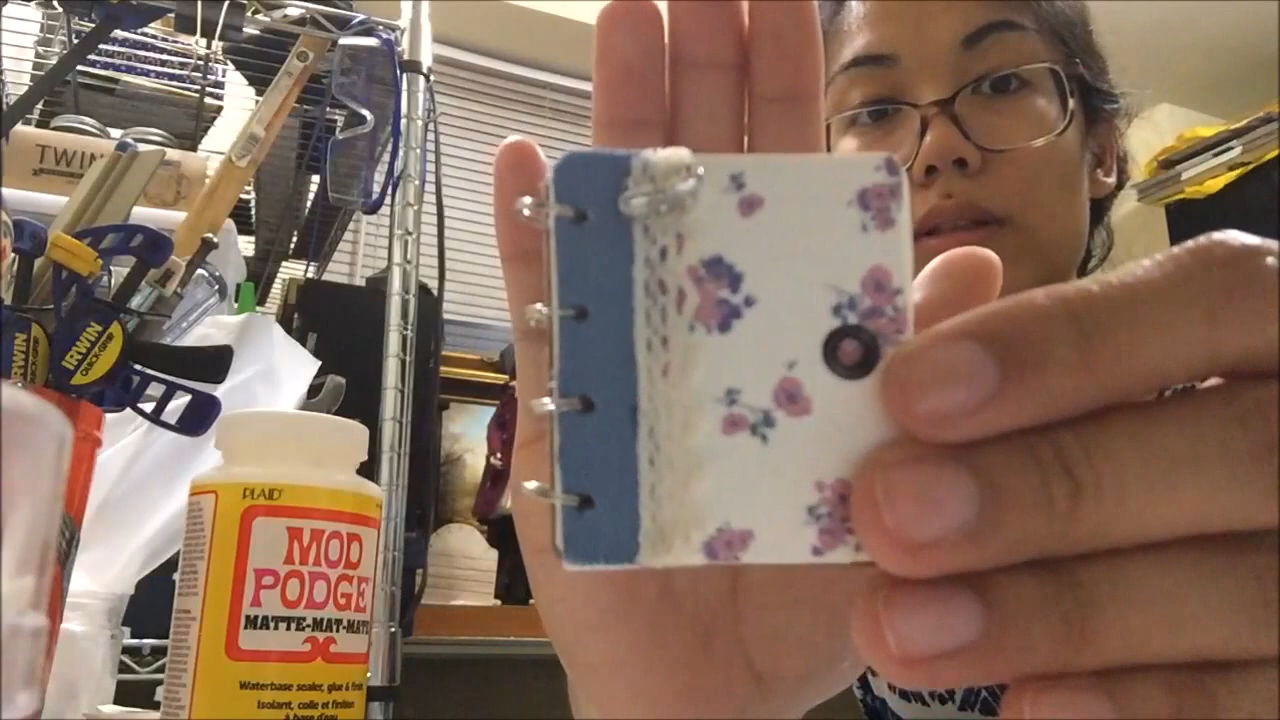 TWIN
IRWIN
QUICK-GRIP
IRWIN
PLAID
MOD
PODGE
MATTE-MAT-MATE
Waterbase sealer, glue & finish
Isolant, colle et finition
à base d'eau